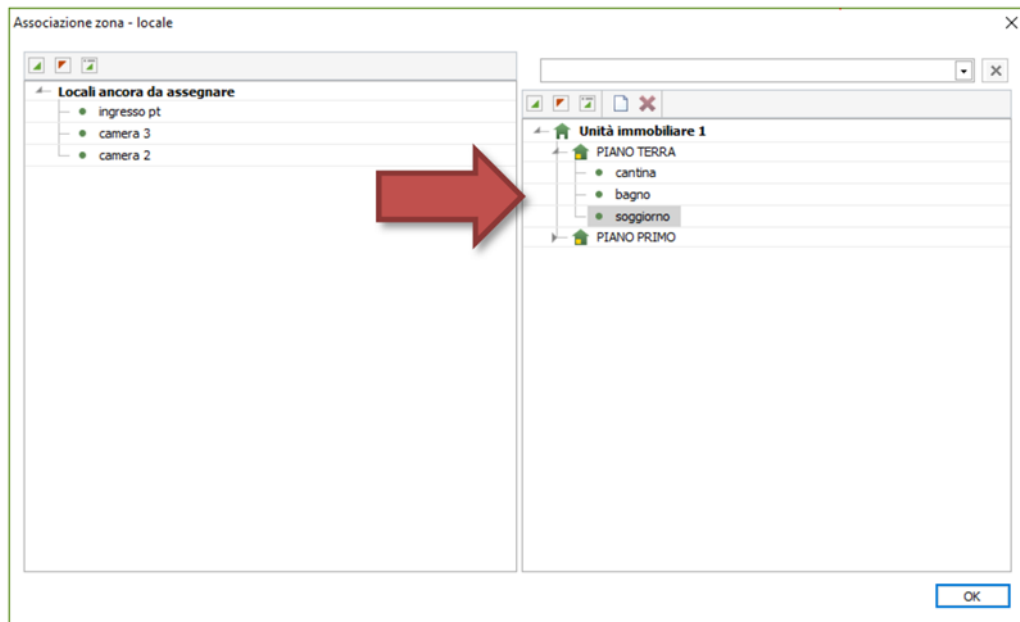 Associazione zona - locale
Locali ancora da assegnare
ingresso pt
camera 3
camera 2
Unità immobiliare 1
PIANO TERRA
cantina
bagno
soggiorno
PIANO PRIMO
OK